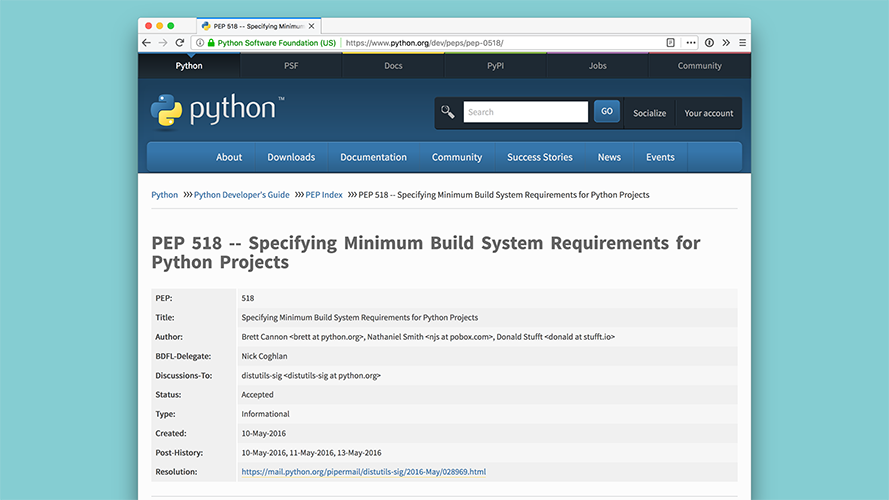 PEP 518 -- Specifying Minimum
Python Software Foundation (US) https://www.python.org/dev/peps/pep-0518/
Python PSF Docs PyPI Jobs Community
python™
Search GO Socialize Your account
About Downloads Documentation Community Success Stories News Events
Python >>> Python Developer's Guide >>> PEP Index >>> PEP 518 -- Specifying Minimum Build System Requirements for Python Projects
PEP 518 -- Specifying Minimum Build System Requirements for
Python Projects
PEP: 518
Title: Specifying Minimum Build System Requirements for Python Projects
Author: Brett Cannon <brett at python.org>, Nathaniel Smith <njs at pobox.com>, Donald Stufft <donald at stufft.io>
BDFL-Delegate: Nick Coghlan
Discussions-To: distutils-sig <distutils-sig at python.org>
Status: Accepted
Type: Informational
Created: 10-May-2016
Post-History: 10-May-2016, 11-May-2016, 13-May-2016
Resolution: https://mail.python.org/pipermail/distutils-sig/2016-May/028969.html